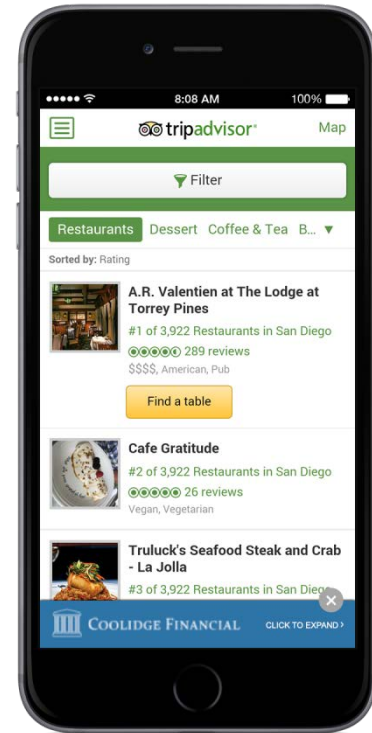 8:08 AM 100%
tripadvisor®
Map
Filter
Restaurants Dessert Coffee & Tea B...
Sorted by: Rating
A.R. Valentien at The Lodge at
Torrey Pines
#1 of 3,922 Restaurants in San Diego
289 reviews
$$$$, American, Pub
Find a table
Cafe Gratitude
#2 of 3,922 Restaurants in San Diego
26 reviews
Vegan, Vegetarian
Truluck's Seafood Steak and Crab
- La Jolla
#3 of 3,922 Restaurants in San Diego
COOLIDGE FINANCIAL CLICK TO EXPAND ›